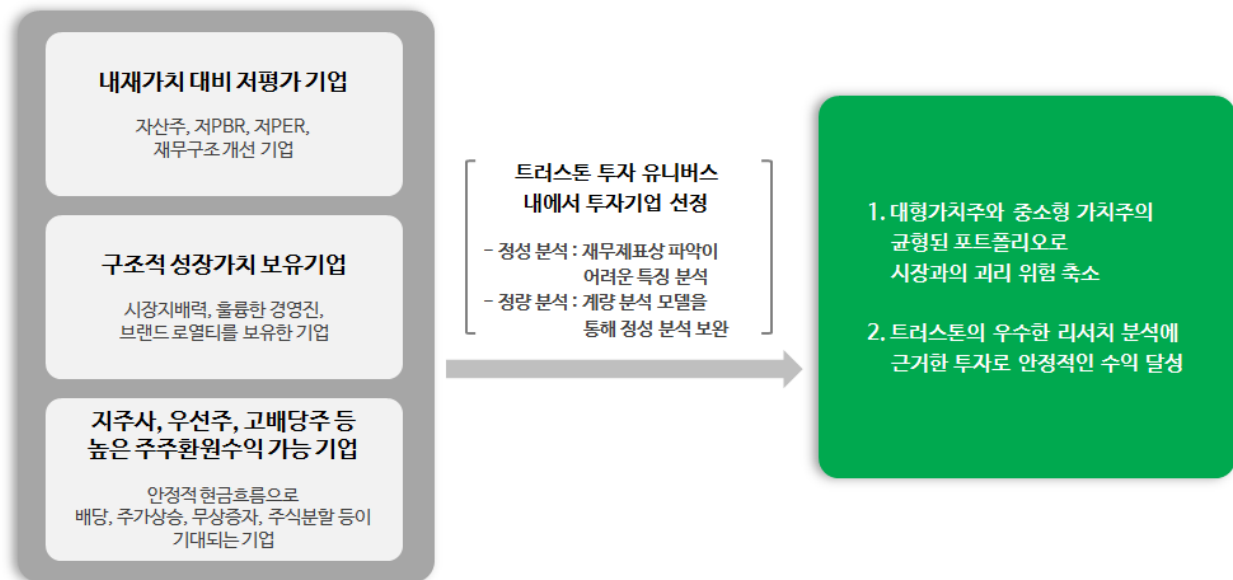 내재가치 대비 저평가 기업
자산주, 저PBR, 저PER,
재무구조 개선 기업
구조적 성장가치 보유기업
시장지배력, 훌륭한 경영진,
브랜드 로열티를 보유한 기업
지주사, 우선주, 고배당주 등
높은 주주환원수익 가능 기업
안정적 현금흐름으로
배당, 주가상승, 무상증자, 주식분할 등이
기대되는 기업
트러스톤 투자 유니버스
내에서 투자기업 선정
- 정성 분석 : 재무제표상 파악이
어려운 특징 분석
- 정량 분석 : 계량 분석 모델을
통해 정성 분석 보완
1. 대형가치주와 중소형 가치주의
균형된 포트폴리오로
시장과의 괴리 위험 축소
2. 트러스톤의 우수한 리서치 분석에
근거한 투자로 안정적인 수익 달성